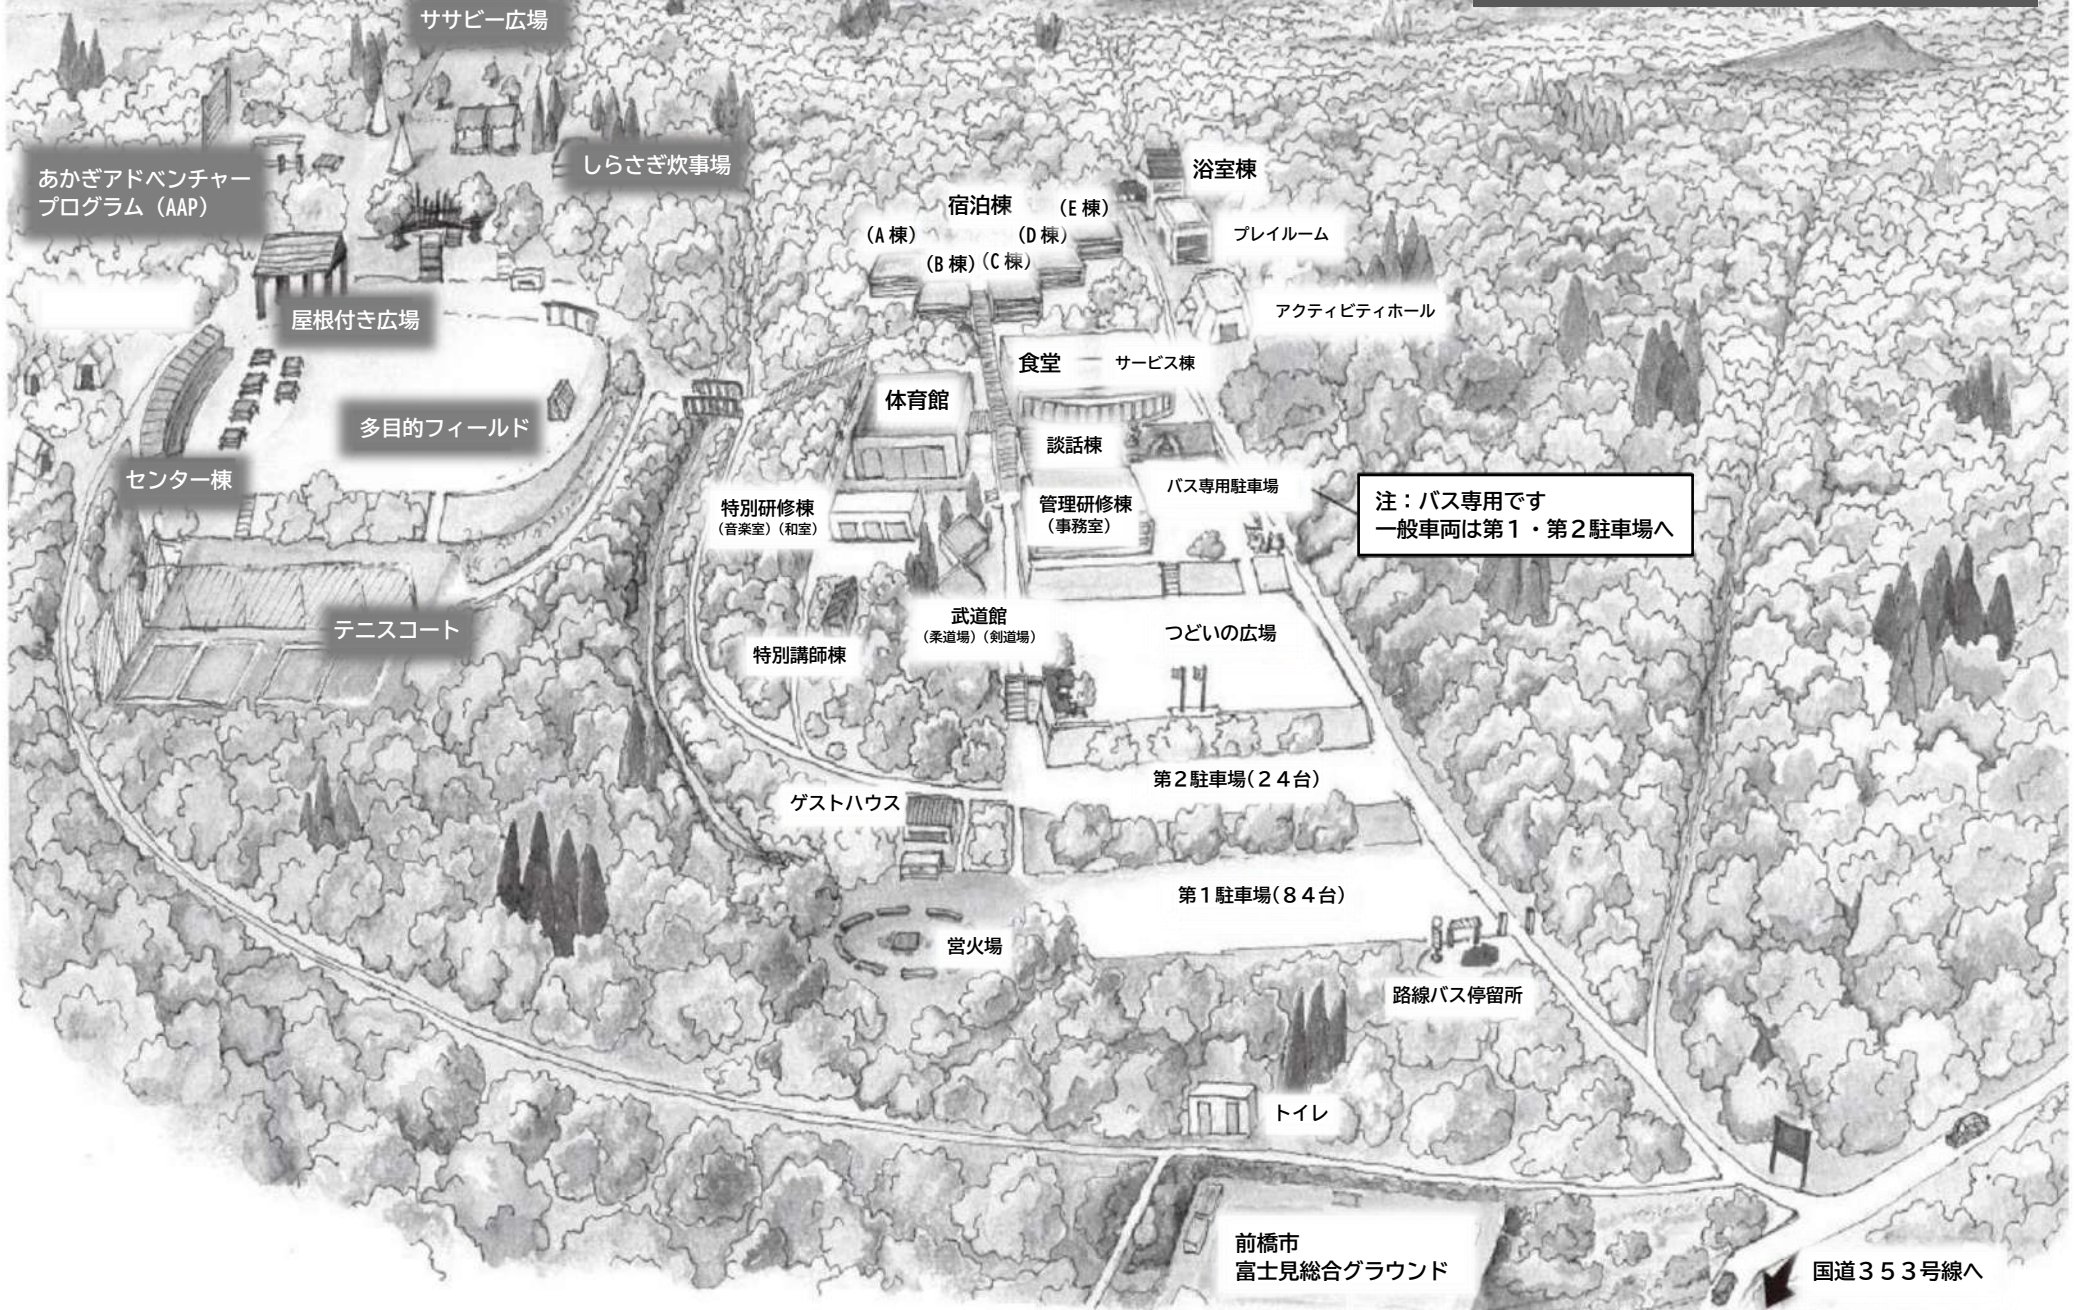 ササビー広場
しらさぎ炊事場
あかぎアドベンチャー
プログラム（AAP）
浴室棟
宿泊棟
（E 棟）
（A 棟）
（D 棟）
（B 棟）
（C 棟）
プレイルーム
アクティビティホール
屋根付き広場
食堂
サービス棟
体育館
多目的フィールド
談話棟
センター棟
バス専用駐車場
特別研修棟
（音楽室）（和室）
管理研修棟
（事務室）
注：バス専用です
一般車両は第１・第２駐車場へ
テニスコート
武道館
（柔道場）（剣道場）
つどいの広場
特別講師棟
第２駐車場（２４台）
ゲストハウス
第１駐車場（８４台）
営火場
路線バス停留所
トイレ
前橋市
富士見総合グラウンド
国道３５３号線へ